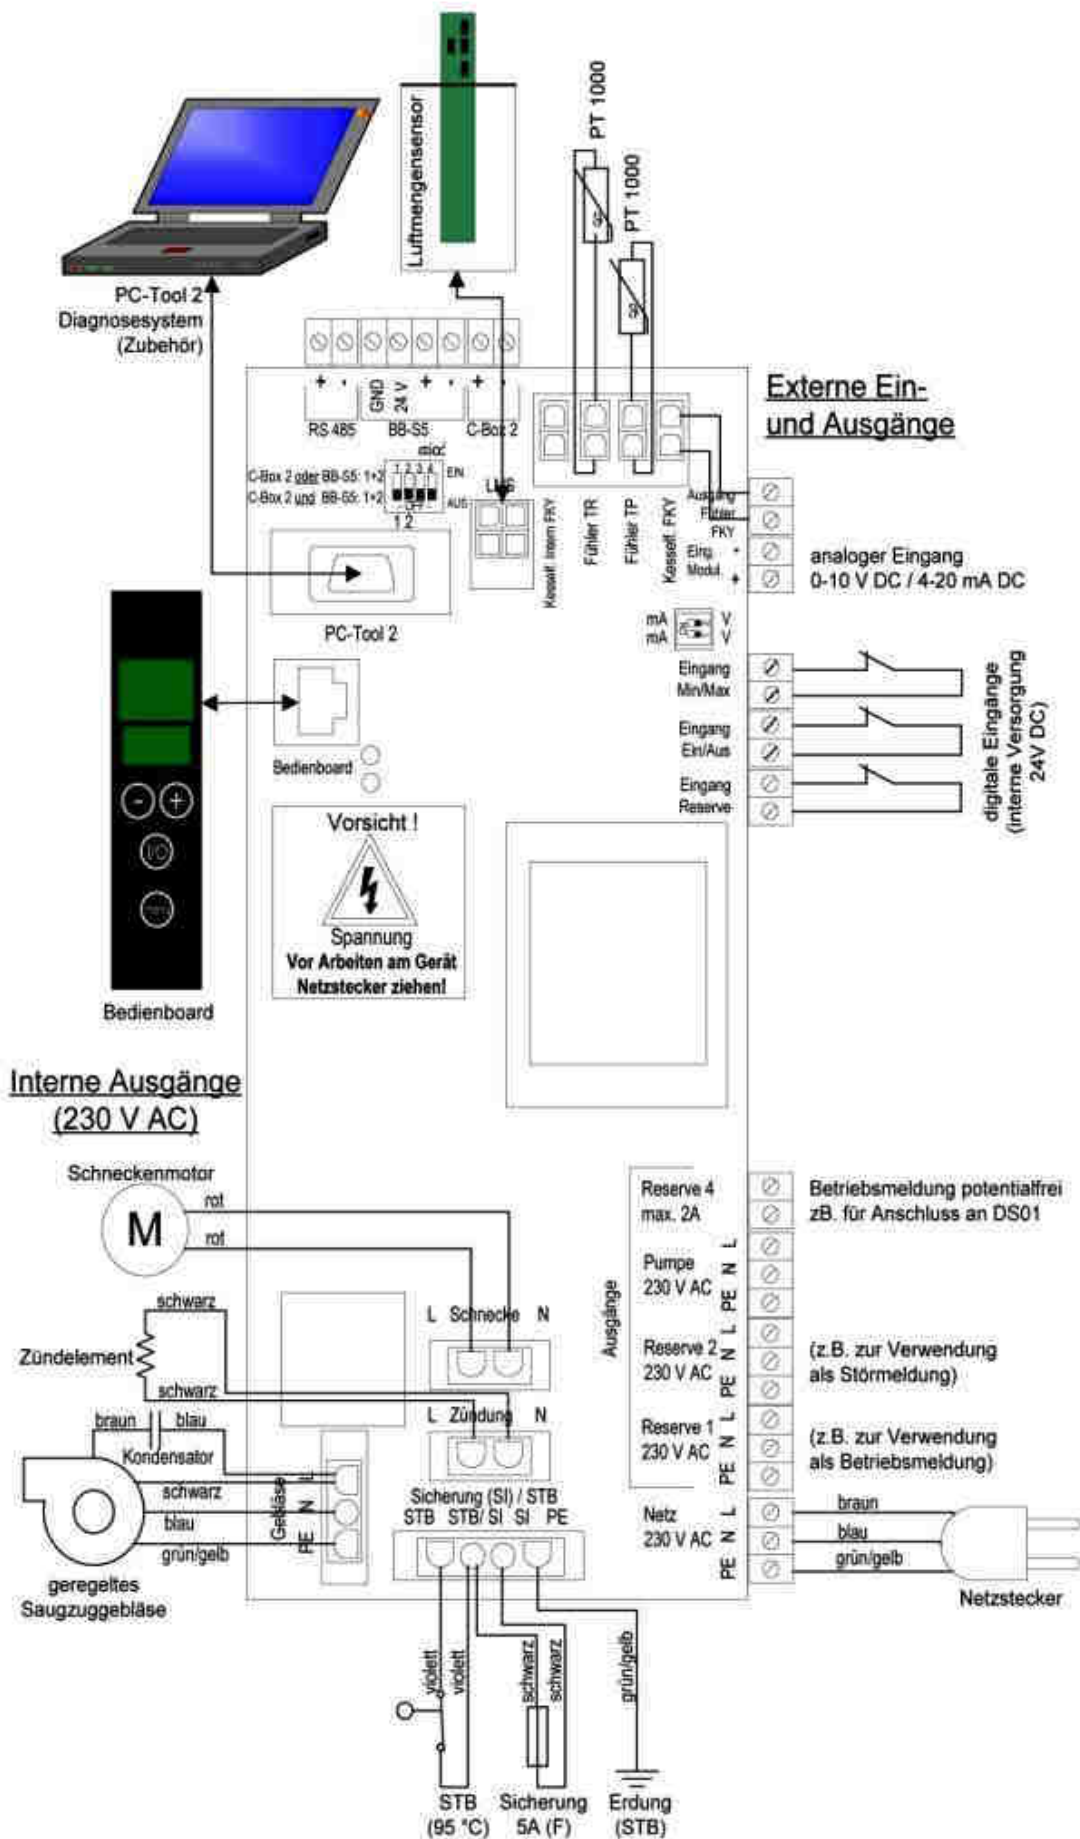 Luftmengensensor
PT 1000
PT 1000
PC-Tool 2
Diagnosesystem
(Zubehör)
+ - GND 24 V + - + -
RS 485 BB-S5 C-Box 2
Externe Ein-
und Ausgänge
C-Box 2 oder BB-S5: 1+2
C-Box 2 und BB-S5: 1+2
1 2 3 4
EIN
AUS
1 2
Kesself. Intern FKY
Fühler TR
Fühler TP
Kesself. FKY
Ausgang
Fühler
FKY
Eing. -
Modul. +
analoger Eingang
0-10 V DC / 4-20 mA DC
PC-Tool 2
mA V
mA V
Eingang
Min/Max
Eingang
Ein/Aus
Eingang
Reserve
digitale Eingänge
(interne Versorgung
24V DC)
Bedienboard
- +
I/O
menu
Bedienboard
Vorsicht !
Spannung
Vor Arbeiten am Gerät
Netzstecker ziehen!
Interne Ausgänge
(230 V AC)
Schneckenmotor
M
rot
rot
schwarz
Zündelement
schwarz
braun blau
Kondensator
schwarz
blau
grün/gelb
geregeltes
Saugzuggebläse
L Schnecke N
L Zündung N
Gebläse
L
N
PE
Sicherung (SI) / STB
STB STB/ SI SI PE
Ausgänge
Reserve 4
max. 2A
Betriebsmeldung potentialfrei
zB. für Anschluss an DS01
Pumpe
230 V AC
PE N L
Reserve 2
230 V AC
PE N L
(z.B. zur Verwendung
als Störmeldung)
Reserve 1
230 V AC
PE N L
(z.B. zur Verwendung
als Betriebsmeldung)
Netz
230 V AC
PE N L
braun
blau
grün/gelb
Netzstecker
violett
violett
schwarz
schwarz
grün/gelb
STB
(95 °C)
Sicherung
5A (F)
Erdung
(STB)